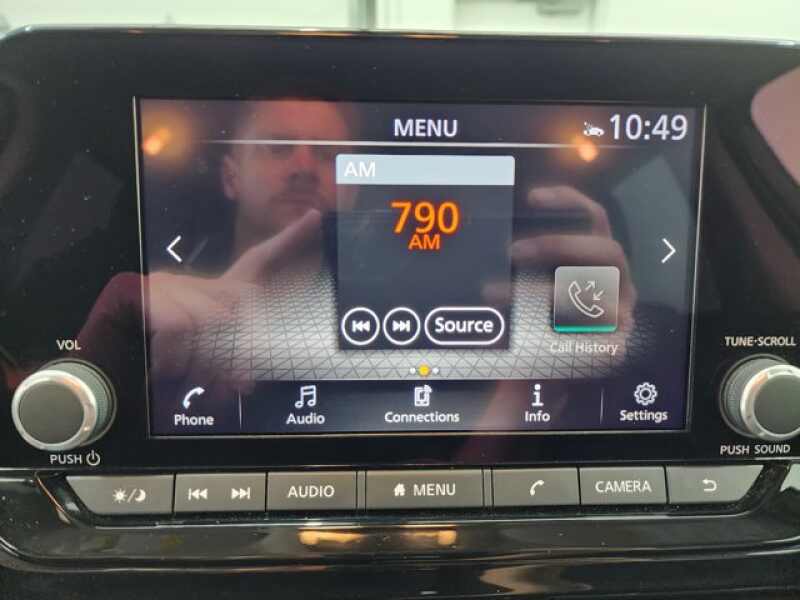 MENU 10:49
AM
790
AM
Source
Call History
VOL
TUNE·SCROLL
Phone Audio Connections Info Settings
PUSH
PUSH SOUND
AUDIO MENU CAMERA